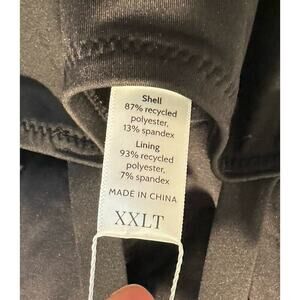 Shell
87% recycled
polyester,
13% spandex
Lining
93% recycled
polyester,
7% spandex
MADE IN CHINA
XXLT